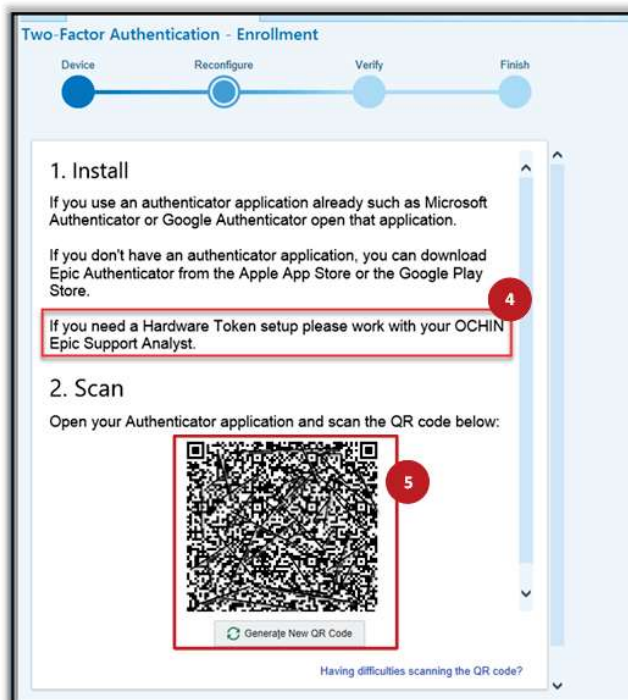 Two-Factor Authentication - Enrollment
Device Reconfigure Verify Finish
1. Install
If you use an authenticator application already such as Microsoft
Authenticator or Google Authenticator open that application.
If you don't have an authenticator application, you can download
Epic Authenticator from the Apple App Store or the Google Play
Store.
4
If you need a Hardware Token setup please work with your OCHIN
Epic Support Analyst.
2. Scan
Open your Authenticator application and scan the QR code below:
5
Generate New QR Code
Having difficulties scanning the QR code?